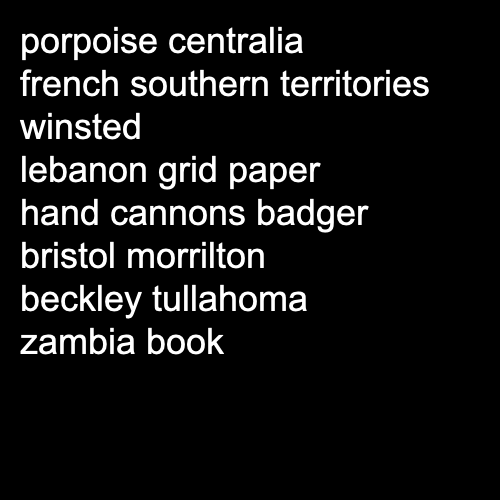 porpoise centralia
french southern territories
winsted
lebanon grid paper
hand cannons badger
bristol morrilton
beckley tullahoma
zambia book